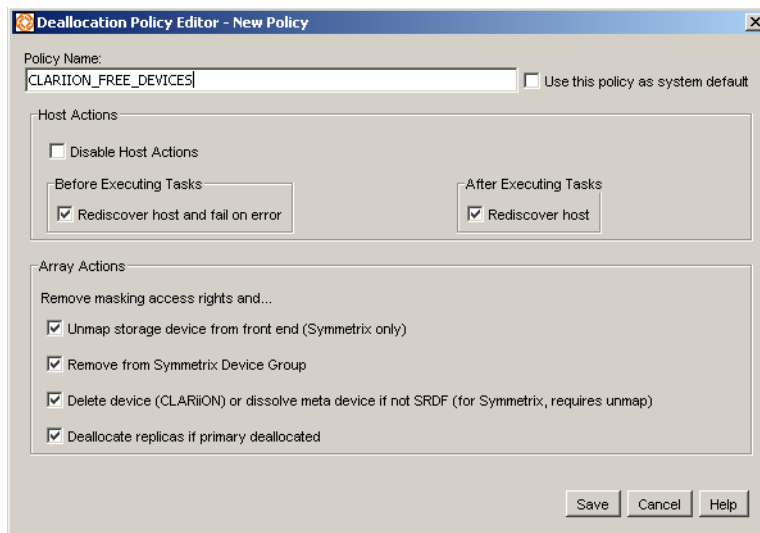 Deallocation Policy Editor - New Policy
Policy Name:
CLARIION_FREE_DEVICES
Use this policy as system default
Host Actions
Disable Host Actions
Before Executing Tasks
After Executing Tasks
Rediscover host and fail on error
Rediscover host
Array Actions
Remove masking access rights and...
Unmap storage device from front end (Symmetrix only)
Remove from Symmetrix Device Group
Delete device (CLARiiON) or dissolve meta device if not SRDF (for Symmetrix, requires unmap)
Deallocate replicas if primary deallocated
Save Cancel Help